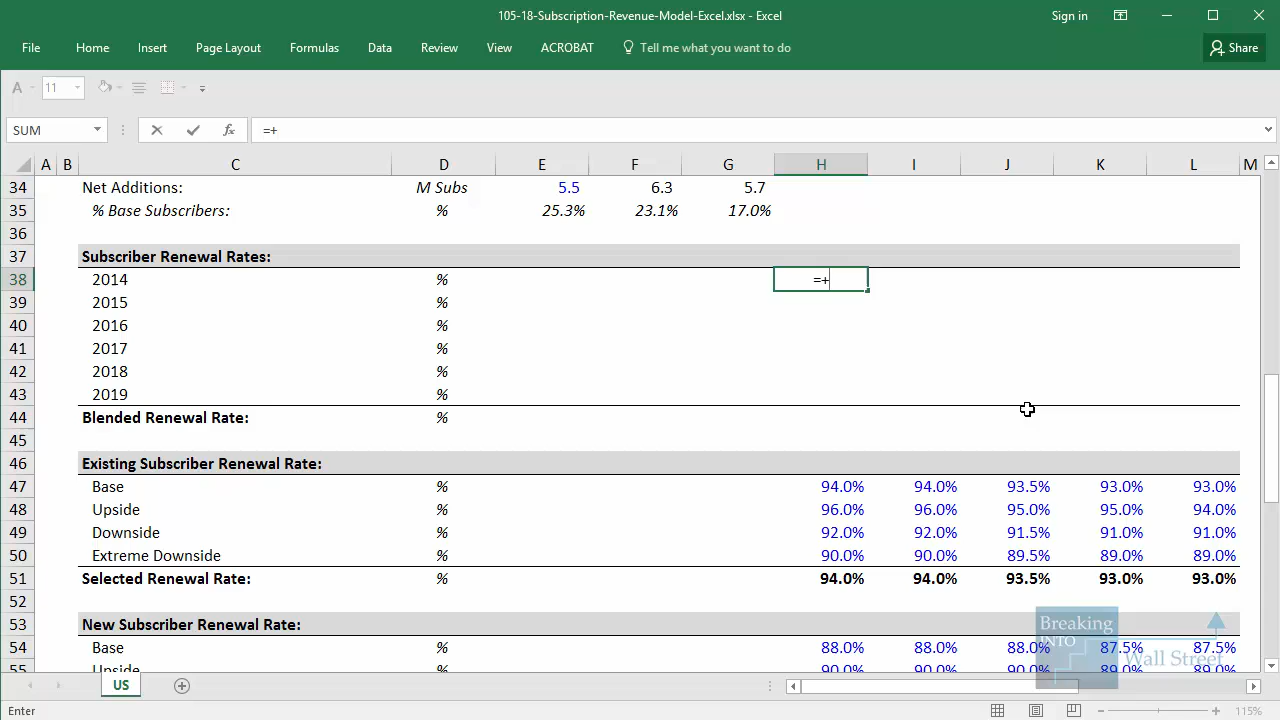 105-18-Subscription-Revenue-Model-Excel.xlsx - Excel
Sign in
File Home Insert Page Layout Formulas Data Review View ACROBAT Tell me what you want to do Share
A 11
SUM fx =+
A B C D E F G H I J K L M
34 Net Additions: M Subs 5.5 6.3 5.7
35 % Base Subscribers: % 25.3% 23.1% 17.0%
36
37 Subscriber Renewal Rates:
38 2014 % =+
39 2015 %
40 2016 %
41 2017 %
42 2018 %
43 2019 %
44 Blended Renewal Rate: %
45
46 Existing Subscriber Renewal Rate:
47 Base % 94.0% 94.0% 93.5% 93.0% 93.0%
48 Upside % 96.0% 96.0% 95.0% 95.0% 94.0%
49 Downside % 92.0% 92.0% 91.5% 91.0% 91.0%
50 Extreme Downside % 90.0% 90.0% 89.5% 89.0% 89.0%
51 Selected Renewal Rate: % 94.0% 94.0% 93.5% 93.0% 93.0%
52
53 New Subscriber Renewal Rate:
54 Base % 88.0% 88.0% 88.0% 87.5% 87.5%
55 Upside % 90.0% 90.0% 90.0%
Breaking
INTO
Wall Street
US
Enter
115%